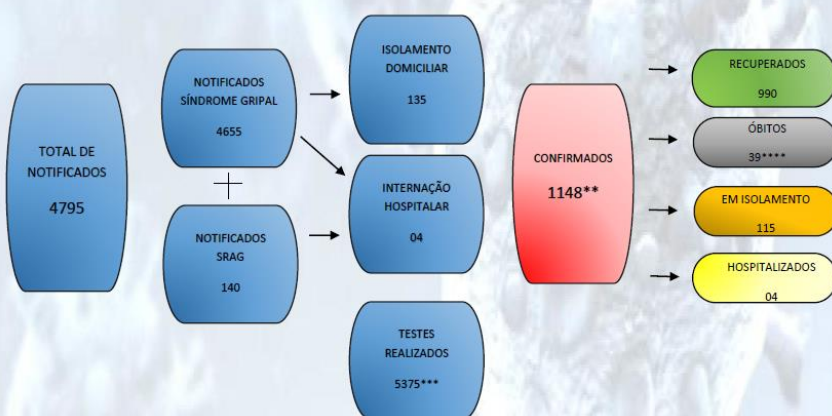 TOTAL DE
NOTIFICADOS
4795
NOTIFICADOS
SÍNDROME GRIPAL
4655
NOTIFICADOS
SRAG
140
ISOLAMENTO
DOMICILIAR
135
INTERNAÇÃO
HOSPITALAR
04
TESTES
REALIZADOS
5375***
CONFIRMADOS
1148**
RECUPERADOS
990
ÓBITOS
39****
EM ISOLAMENTO
115
HOSPITALIZADOS
04